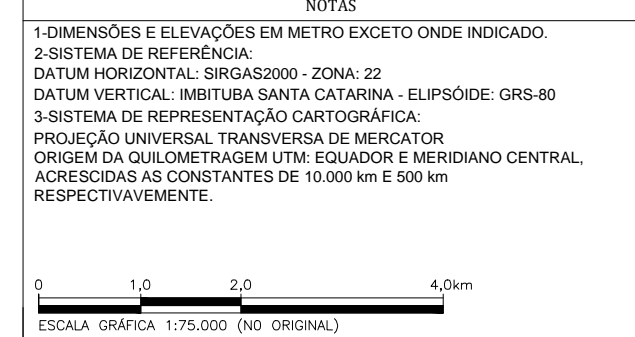 NOTAS
1-DIMENSÕES E ELEVAÇÕES EM METRO EXCETO ONDE INDICADO.
2-SISTEMA DE REFERÊNCIA:
DATUM HORIZONTAL: SIRGAS2000 - ZONA: 22
DATUM VERTICAL: IMBITUBA SANTA CATARINA - ELIPSÓIDE: GRS-80
3-SISTEMA DE REPRESENTAÇÃO CARTOGRÁFICA:
PROJEÇÃO UNIVERSAL TRANSVERSA DE MERCATOR
ORIGEM DA QUILOMETRAGEM UTM: EQUADOR E MERIDIANO CENTRAL,
ACRESCIDAS AS CONSTANTES DE 10.000 km E 500 km
RESPECTIVAVEMENTE.
0 1,0 2,0 4,0km
ESCALA GRÁFICA 1:75.000 (NO ORIGINAL)